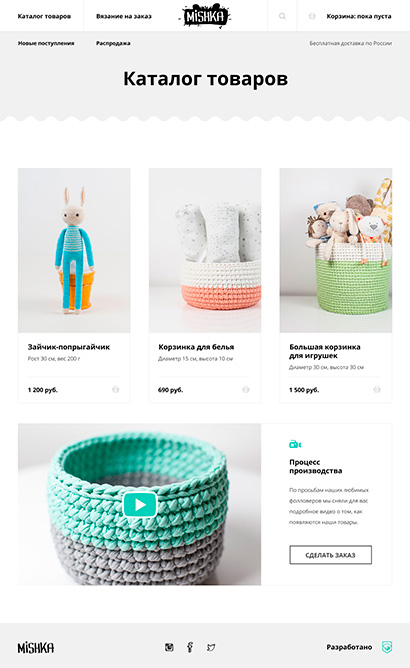 Каталог товаров
Вязание на заказ
MiSHKA
Корзина: пока пуста
Новые поступления
Распродажа
Бесплатная доставка по России
Каталог товаров
Зайчик-попрыгайчик
Рост 30 см, вес 200 г
1 200 руб.
Корзинка для белья
Диаметр 15 см, высота 10 см
690 руб.
Большая корзинка
для игрушек
Диаметр 30 см, высота 30 см
1 500 руб.
Процесс
производства
По просьбам наших любимых
фолловеров мы сняли для вас
подробное видео о том, как
появляются наши товары.
СДЕЛАТЬ ЗАКАЗ
MiSHKA
Разработано